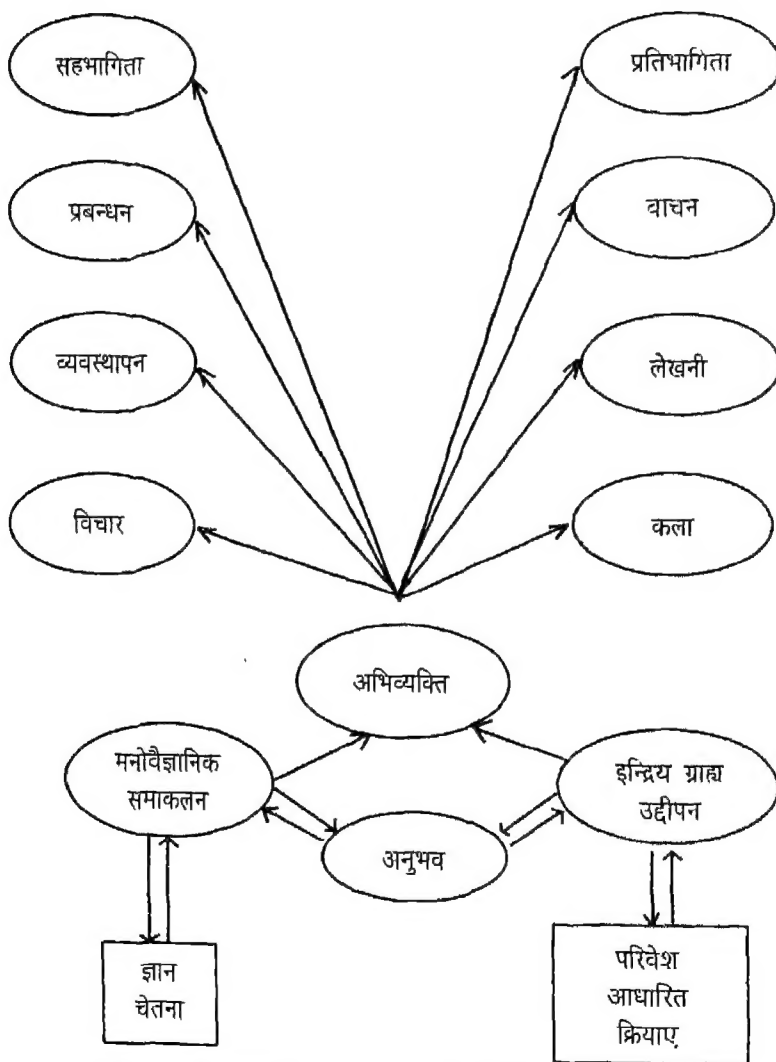 सहभागिता
प्रतिभागिता
प्रबन्धन
वाचन
व्यवस्थापन
लेखनी
विचार
कला
अभिव्यक्ति
मनोवैज्ञानिक
समाकलन
इन्द्रिय ग्राह्य
उद्दीपन
अनुभव
ज्ञान
चेतना
परिवेश
आधारित
क्रियाए